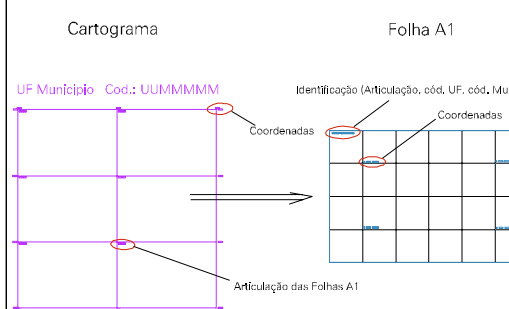 Cartograma
Folha A1
UF Município Cod.: UUMMMMM
Identificação (Articulação, cód. UF, cód. Mu
Coordenadas
Coordenadas
Articulação das Folhas A1